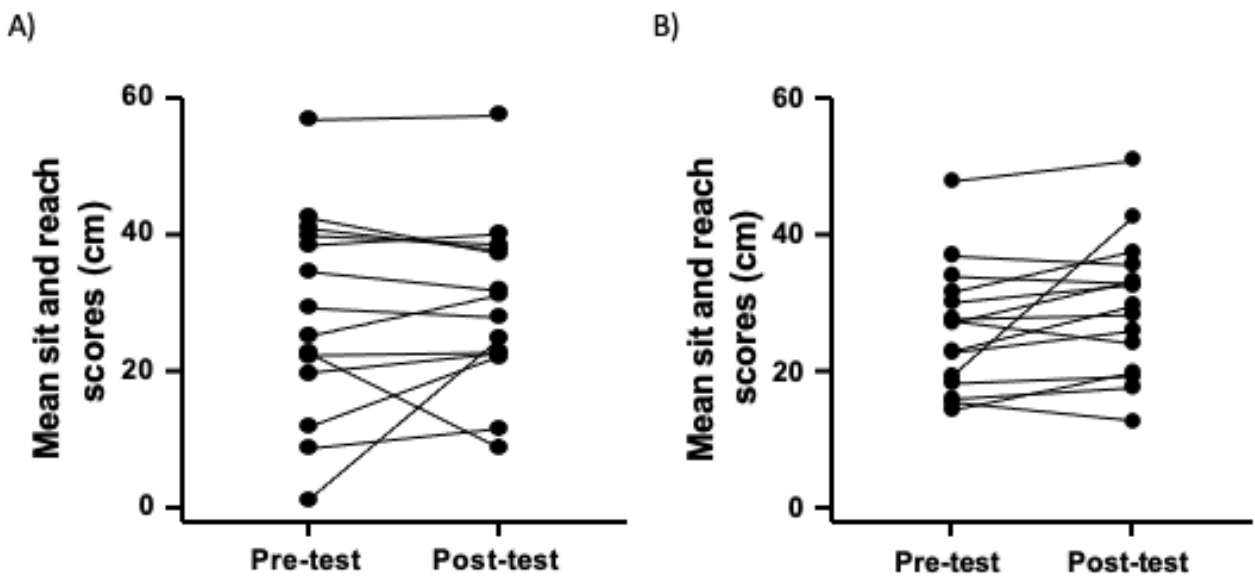 A)
60
40
20
0
Mean sit and reach
scores (cm)
Pre-test
Post-test
B)
60
40
20
0
Mean sit and reach
scores (cm)
Pre-test
Post-test